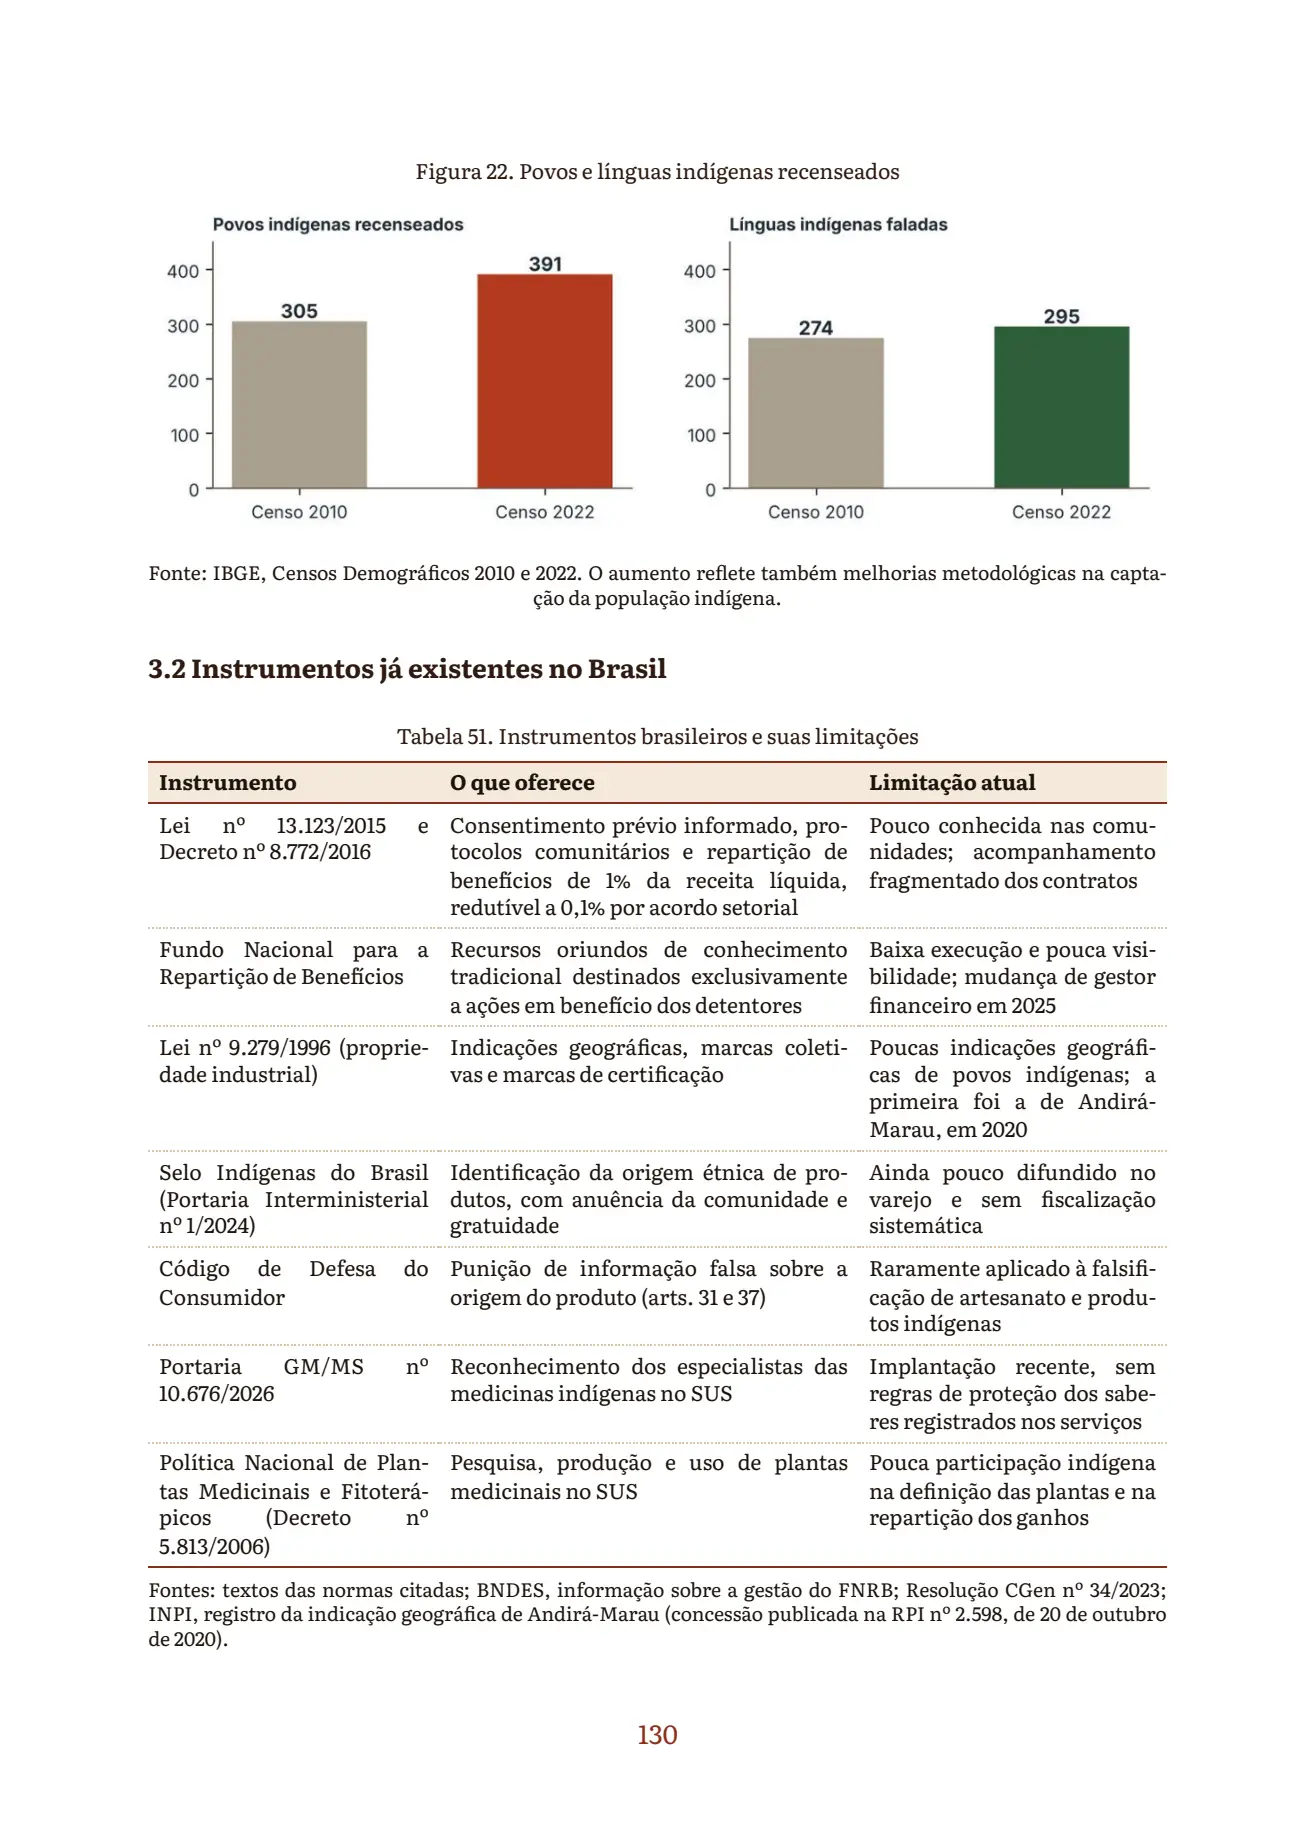 Figura 22. Povos e línguas indígenas recenseados
Povos indígenas recenseados
400
300
200
100
0
305
391
Censo 2010
Censo 2022
Línguas indígenas faladas
400
300
200
100
0
274
295
Censo 2010
Censo 2022
Fonte: IBGE, Censos Demográficos 2010 e 2022. O aumento reflete também melhorias metodológicas na capta-
ção da população indígena.
3.2 Instrumentos já existentes no Brasil
Tabela 51. Instrumentos brasileiros e suas limitações
Instrumento
O que oferece
Limitação atual
Lei nº 13.123/2015 e
Decreto nº 8.772/2016
Consentimento prévio informado, pro-
tocolos comunitários e repartição de
benefícios de 1% da receita líquida,
redutível a 0,1% por acordo setorial
Pouco conhecida nas comu-
nidades; acompanhamento
fragmentado dos contratos
Fundo Nacional para a
Repartição de Benefícios
Recursos oriundos de conhecimento
tradicional destinados exclusivamente
a ações em benefício dos detentores
Baixa execução e pouca visi-
bilidade; mudança de gestor
financeiro em 2025
Lei nº 9.279/1996 (proprie-
dade industrial)
Indicações geográficas, marcas coleti-
vas e marcas de certificação
Poucas indicações geográfi-
cas de povos indígenas; a
primeira foi a de Andirá-
Marau, em 2020
Selo Indígenas do Brasil
(Portaria Interministerial
nº 1/2024)
Identificação da origem étnica de pro-
dutos, com anuência da comunidade e
gratuidade
Ainda pouco difundido no
varejo e sem fiscalização
sistemática
Código de Defesa do
Consumidor
Punição de informação falsa sobre a
origem do produto (arts. 31 e 37)
Raramente aplicado à falsifi-
cação de artesanato e produ-
tos indígenas
Portaria GM/MS nº
10.676/2026
Reconhecimento dos especialistas das
medicinas indígenas no SUS
Implantação recente, sem
regras de proteção dos sabe-
res registrados nos serviços
Política Nacional de Plan-
tas Medicinais e Fitoterá-
picos (Decreto nº
5.813/2006)
Pesquisa, produção e uso de plantas
medicinais no SUS
Pouca participação indígena
na definição das plantas e na
repartição dos ganhos
Fontes: textos das normas citadas; BNDES, informação sobre a gestão do FNRB; Resolução CGen nº 34/2023;
INPI, registro da indicação geográfica de Andirá-Marau (concessão publicada na RPI nº 2.598, de 20 de outubro
de 2020).
130